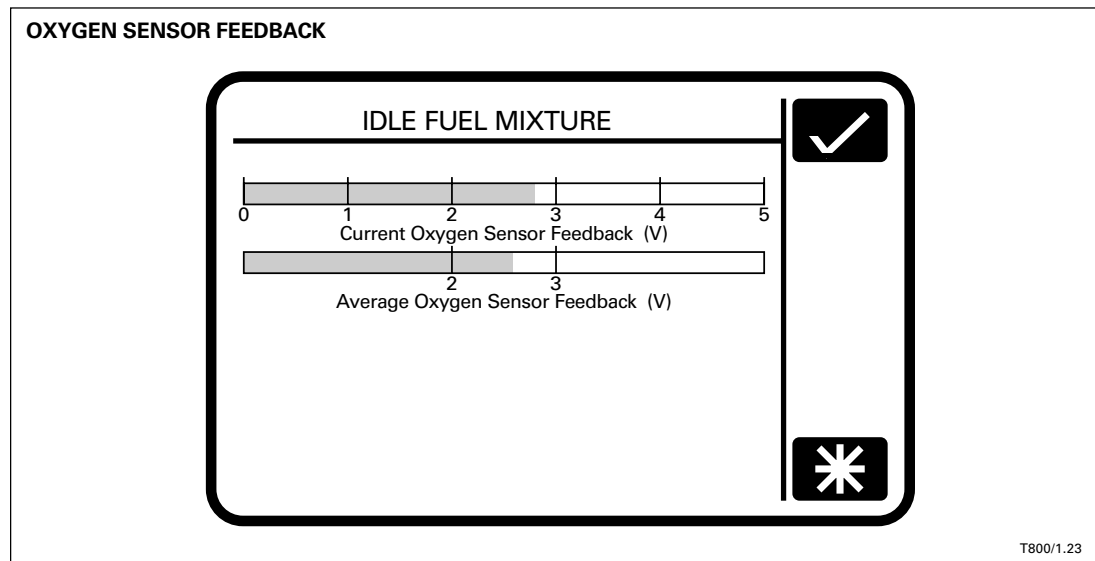 OXYGEN SENSOR FEEDBACK
IDLE FUEL MIXTURE
0 1 2 3 4 5
Current Oxygen Sensor Feedback (V)
2 3
Average Oxygen Sensor Feedback (V)
T800/1.23